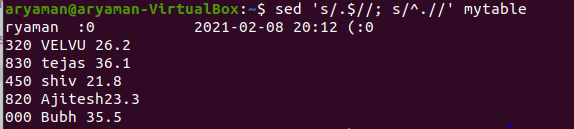 aryaman@aryaman-VirtualBox:~$ sed 's/.$//; s/^.//' mytable
ryaman  :0           2021-02-08 20:12 (:0
320 VELVU 26.2
830 tejas 36.1
450 shiv 21.8
820 Ajitesh23.3
000 Bubh 35.5